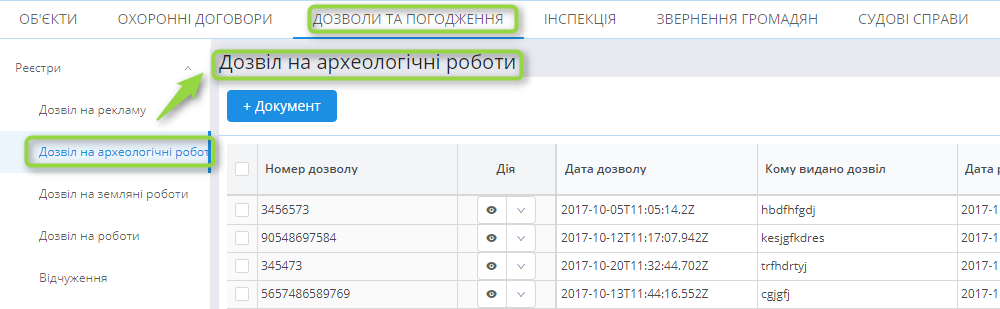 ОБ'ЄКТИ ОХОРОННІ ДОГОВОРИ ДОЗВОЛИ ТА ПОГОДЖЕННЯ ІНСПЕКЦІЯ ЗВЕРНЕННЯ ГРОМАДЯН СУДОВІ СПРАВИ
Реєстри
Дозвіл на рекламу
Дозвіл на археологічні робот
Дозвіл на земляні роботи
Дозвіл на роботи
Відчуження
Дозвіл на археологічні роботи
+ Документ
Номер дозволу Дія Дата дозволу Кому видано дозвіл Дата р
3456573 2017-10-05T11:05:14.2Z hbdfhfgdj 2017-1
90548697584 2017-10-12T11:17:07.942Z kesjgfkdres 2017-1
345473 2017-10-20T11:32:44.702Z trfhdrtyj 2017-1
5657486589769 2017-10-13T11:44:16.552Z cgjgfj 2017-1